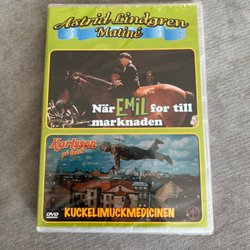 Astrid Lindgren
Matiné
När EMIL for till
marknaden
Karlsson
på taket
KUCKELIMUCKMEDICINEN
DVD